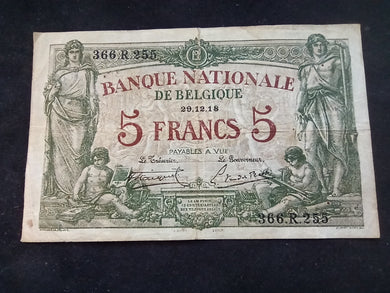 366 R 255
BANQUE NATIONALE
DE BELGIQUE
29.12.18
5 FRANCS 5
PAYABLES A VUE
Le Trésorier, Le Gouverneur,
366.R.255